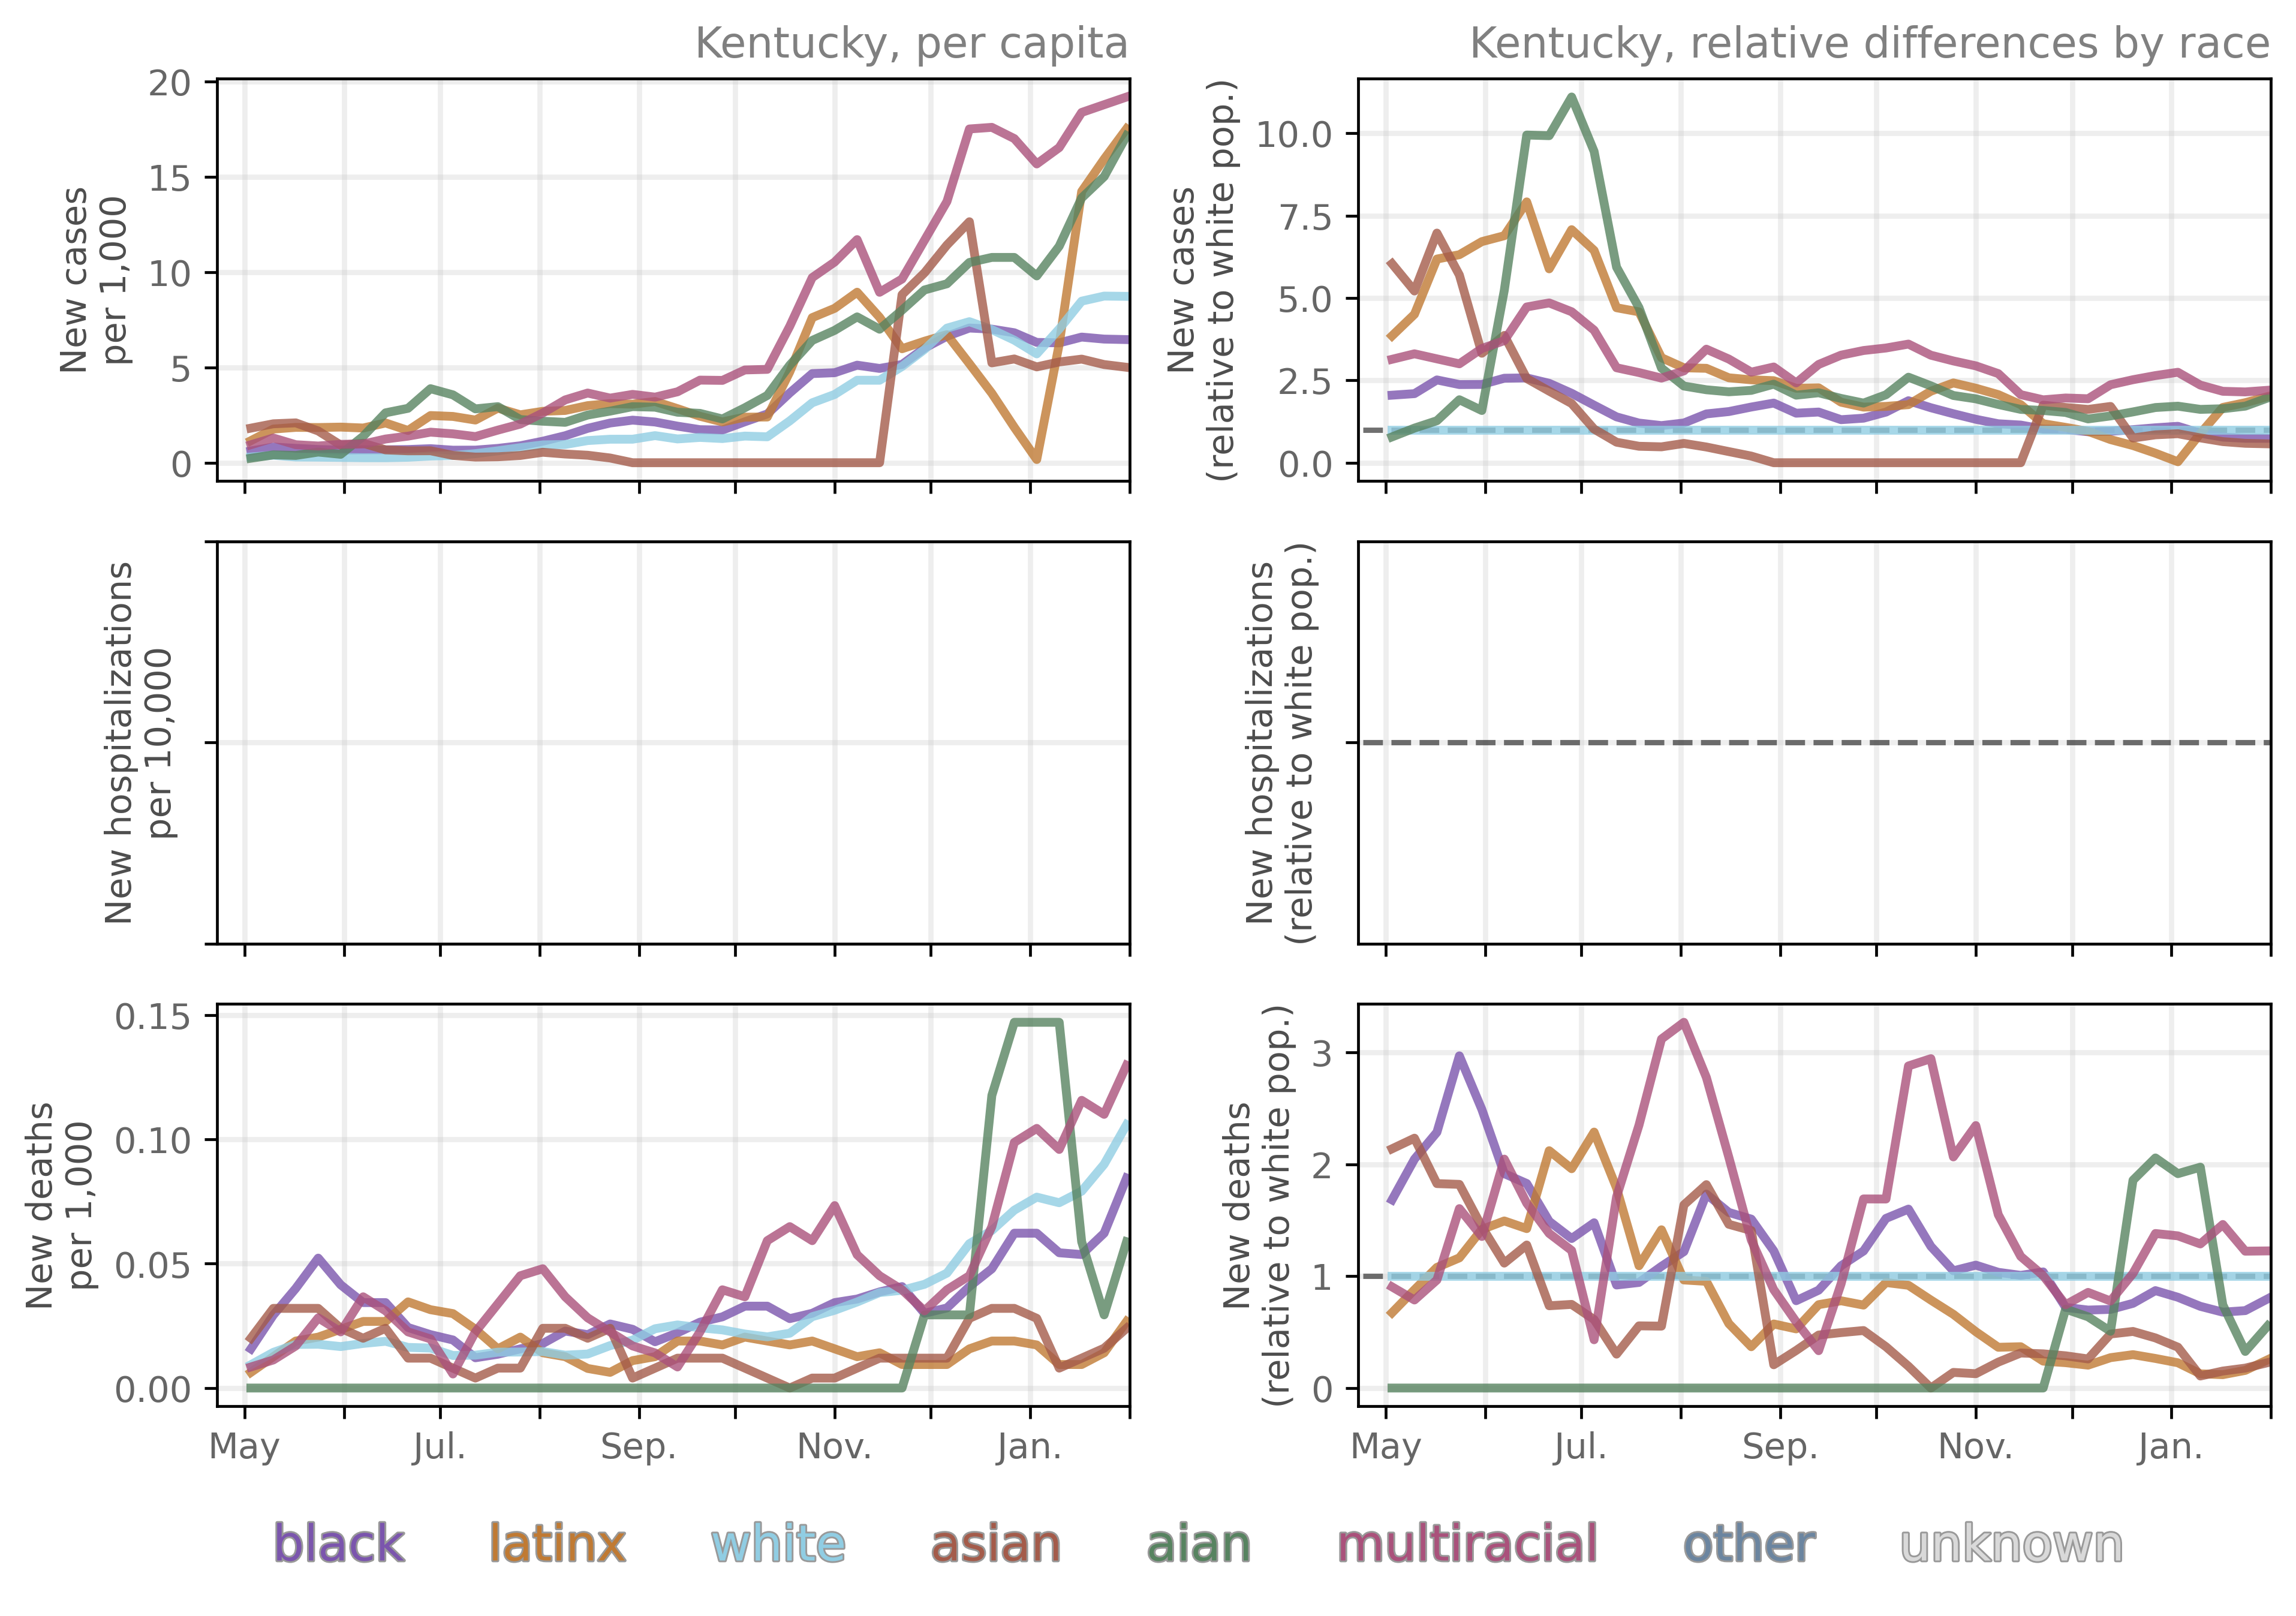 Kentucky, per capita
Kentucky, relative differences by race
20
15
10
5
0
New cases
per 1,000
10.0
7.5
5.0
2.5
0.0
New cases
(relative to white pop.)
New hospitalizations
per 10,000
New hospitalizations
(relative to white pop.)
0.15
0.10
0.05
0.00
New deaths
per 1,000
May Jul. Sep. Nov. Jan.
3
2
1
0
New deaths
(relative to white pop.)
May Jul. Sep. Nov. Jan.
black latinx white asian aian multiracial other unknown